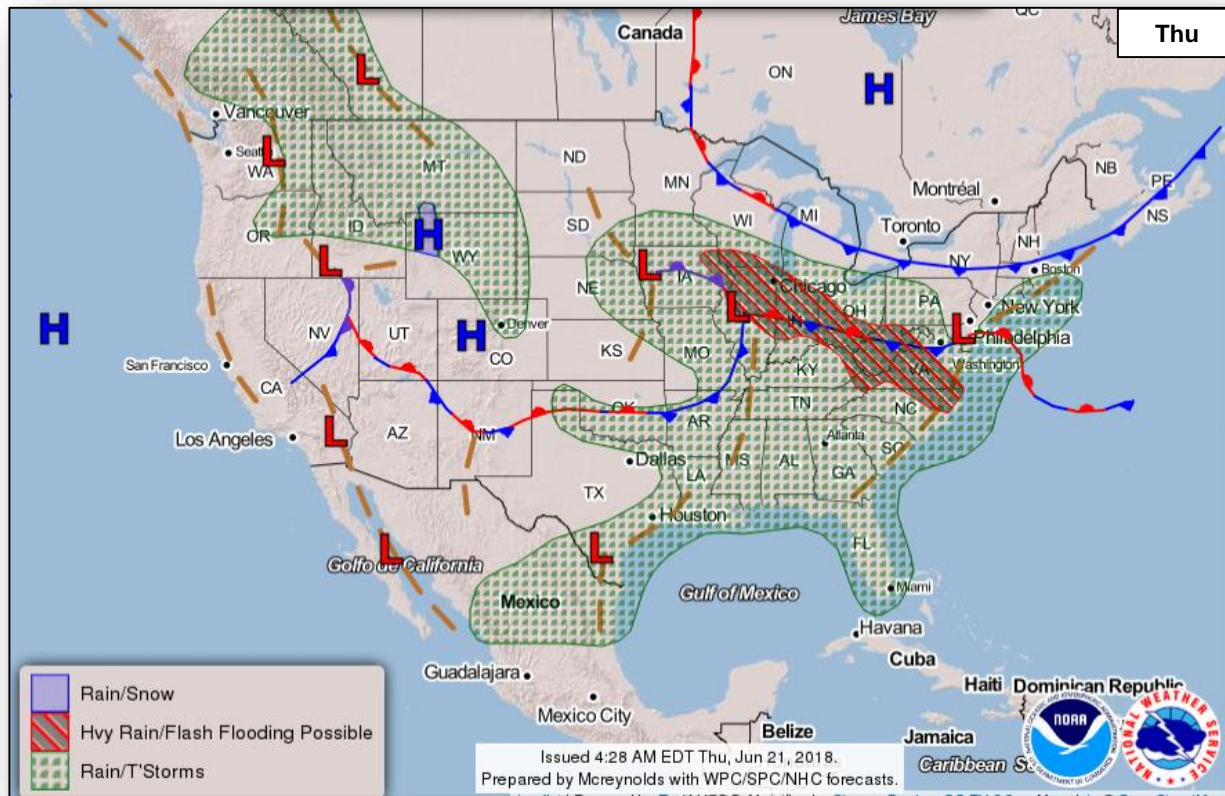 James Bay
QC
Thu
Canada
ON
H
L
Vancouver
Seattle
L
WA
MT
ND
MN
NB
PE
NS
Montréal
Toronto
WI
MI
NH
Boston
OR
ID
H
WY
SD
NY
L
L
IA
Chicago
OH
PA
New York
NE
L
IN
L
Philadelphia
H
NV
UT
H
Denver
CO
KS
MO
KY
VA
Washington
San Francisco
CA
OK
TN
NC
Los Angeles
L
AZ
NM
AR
Atlanta
SC
Dallas
MS
AL
GA
LA
TX
Houston
L
L
FL
Golfo de California
Mexico
Gulf of Mexico
Miami
Havana
Cuba
Guadalajara
Haiti
Dominican Republic
Mexico City
Belize
Jamaica
Caribbean
Rain/Snow
Hvy Rain/Flash Flooding Possible
Rain/T'Storms
Issued 4:28 AM EDT Thu, Jun 21, 2018.
Prepared by Mcreynolds with WPC/SPC/NHC forecasts.
NOAA
NATIONAL WEATHER SERVICE